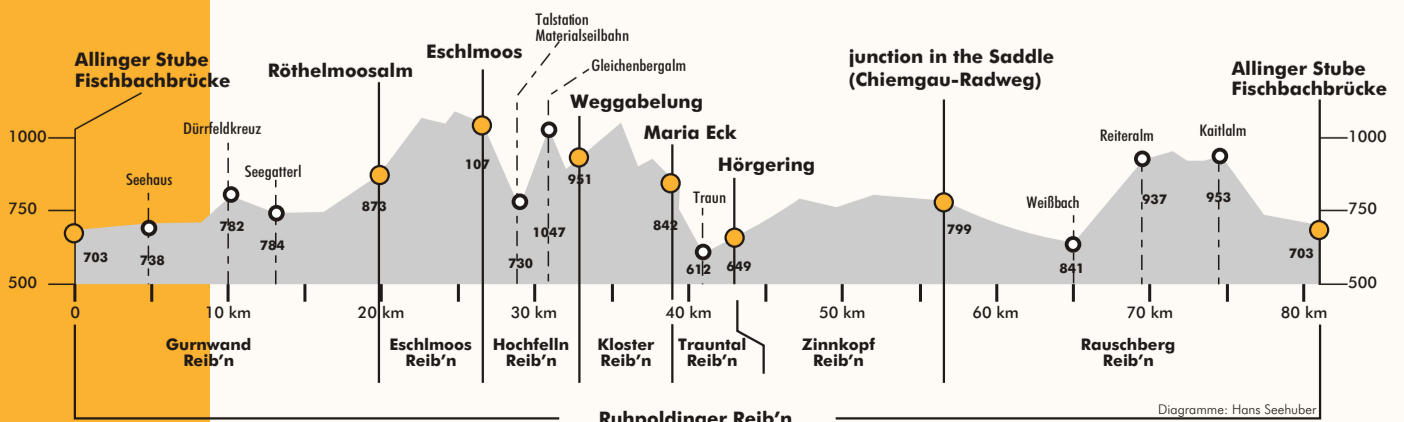 Talstation
Materialseilbahn
Eschlmoos
Allinger Stube
Fischbachbrücke
Röthelmoosalm
Gleichenbergalm
junction in the Saddle
(Chiemgau-Radweg)
Allinger Stube
Fischbachbrücke
Weggabelung
Dürrfeldkreuz
Maria Eck
Reiteralm
Kaitlalm
1000
1000
Seehaus
Seegatterl
Hörgering
Traun
Weißbach
107
951
873
937
953
750
750
782
784
1047
842
799
703
738
730
612
649
841
703
500
500
0
10 km
20 km
30 km
40 km
50 km
60 km
70 km
80 km
Gurnwand
Reib'n
Eschlmoos
Reib'n
Hochfelln
Reib'n
Kloster
Reib'n
Trauntal
Reib'n
Zinnkopf
Reib'n
Rauschberg
Reib'n
Ruhpoldinger Reib'n
Diagramme: Hans Seehuber